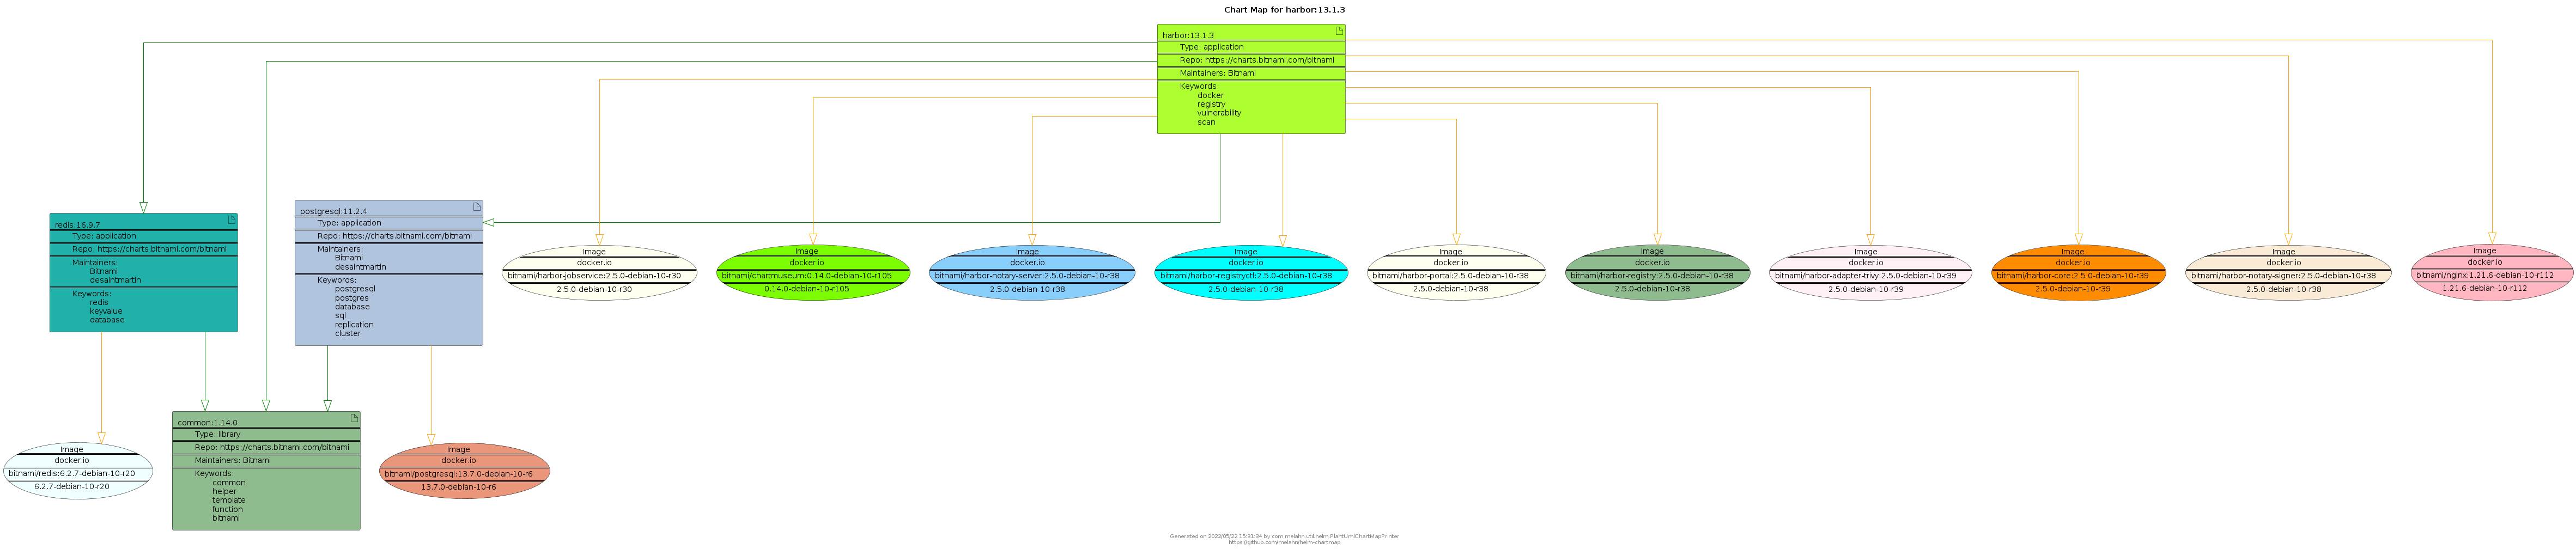 Chart Map for harbor:13.1.3
harbor:13.1.3
Type: application
Repo: https://charts.bitnami.com/bitnami
Maintainers: Bitnami
Keywords:
docker
registry
vulnerability
scan
redis:16.9.7
Type: application
Repo: https://charts.bitnami.com/bitnami
Maintainers:
Bitnami
desaintmartin
Keywords:
redis
keyvalue
database
postgresql:11.2.4
Type: application
Repo: https://charts.bitnami.com/bitnami
Maintainers:
Bitnami
desaintmartin
Keywords:
postgresql
postgres
database
sql
replication
cluster
Image
docker.io
bitnami/harbor-jobservice:2.5.0-debian-10-r30
2.5.0-debian-10-r30
Image
docker.io
bitnami/chartmuseum:0.14.0-debian-10-r105
0.14.0-debian-10-r105
Image
docker.io
bitnami/harbor-notary-server:2.5.0-debian-10-r38
2.5.0-debian-10-r38
Image
docker.io
bitnami/harbor-registryctl:2.5.0-debian-10-r38
2.5.0-debian-10-r38
Image
docker.io
bitnami/harbor-portal:2.5.0-debian-10-r38
2.5.0-debian-10-r38
Image
docker.io
bitnami/harbor-registry:2.5.0-debian-10-r38
2.5.0-debian-10-r38
Image
docker.io
bitnami/harbor-adapter-trivy:2.5.0-debian-10-r39
2.5.0-debian-10-r39
Image
docker.io
bitnami/harbor-core:2.5.0-debian-10-r39
2.5.0-debian-10-r39
Image
docker.io
bitnami/harbor-notary-signer:2.5.0-debian-10-r38
2.5.0-debian-10-r38
Image
docker.io
bitnami/nginx:1.21.6-debian-10-r112
1.21.6-debian-10-r112
Image
docker.io
bitnami/redis:6.2.7-debian-10-r20
6.2.7-debian-10-r20
common:1.14.0
Type: library
Repo: https://charts.bitnami.com/bitnami
Maintainers: Bitnami
Keywords:
common
helper
template
function
bitnami
Image
docker.io
bitnami/postgresql:13.7.0-debian-10-r6
13.7.0-debian-10-r6
Generated on 2022/05/22 15:31:34 by com.melahn.util.helm.PlantUmlChartMapPrinter
https://github.com/melahn/helm-chartmap